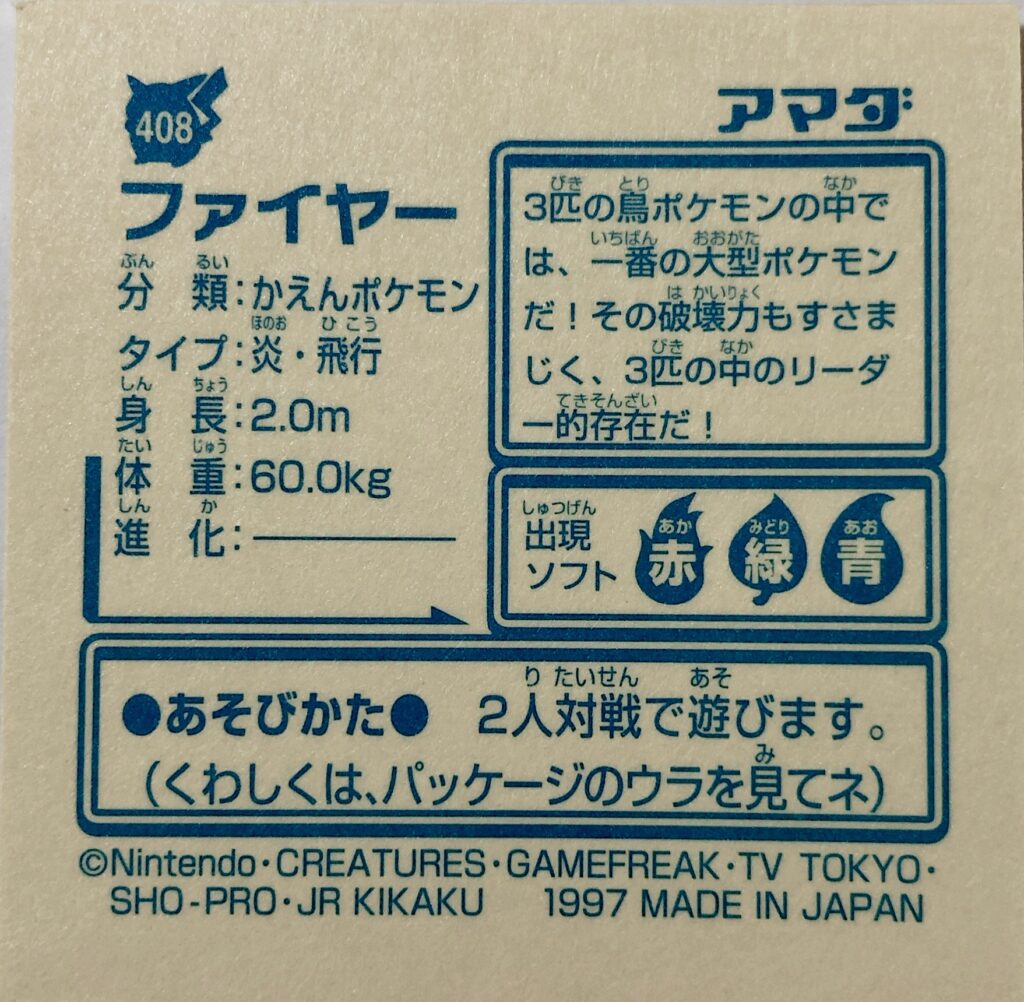 408
アマダ
ファイヤー
分類：かえんポケモン
タイプ：炎・飛行
身長：2.0m
体重：60.0kg
進化：――――
3匹の鳥ポケモンの中で
は、一番の大型ポケモン
だ！その破壊力もすさま
じく、3匹の中のリーダ
ー的存在だ！
出現
ソフト
赤 緑 青
●あそびかた● 2人対戦で遊びます。
（くわしくは、パッケージのウラを見てネ）
©Nintendo・CREATURES・GAMEFREAK・TV TOKYO・
SHO-PRO・JR KIKAKU 1997 MADE IN JAPAN